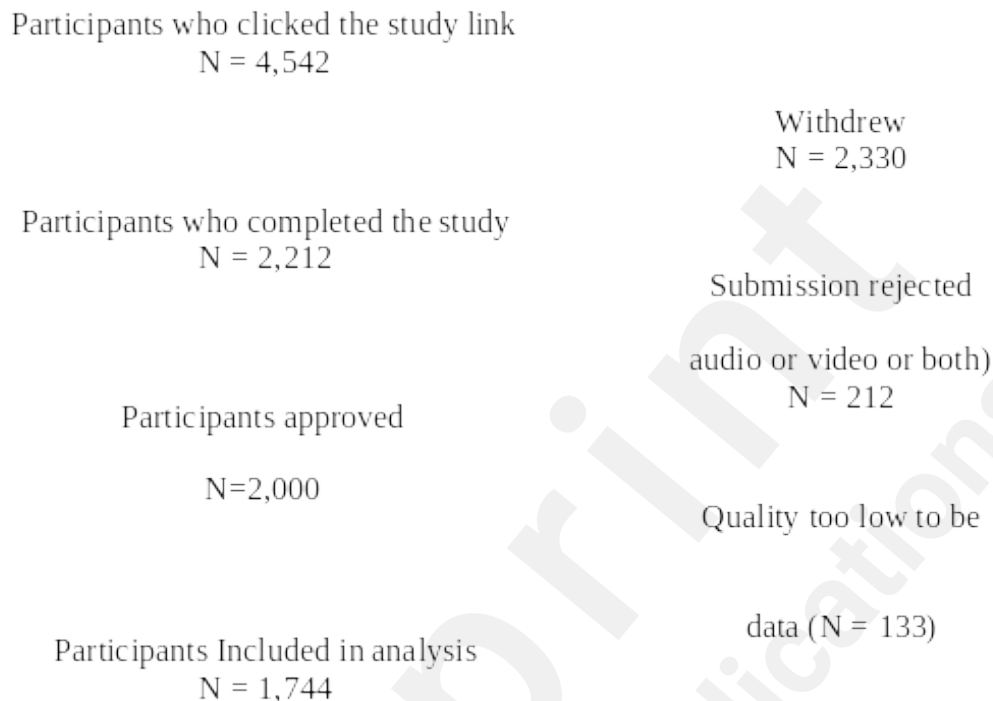 Participants who clicked the study link
N = 4,542
Withdrew
N = 2,330
Participants who completed the study
N = 2,212
Submission rejected
audio or video or both)
N = 212
Participants approved
N=2,000
Quality too low to be
data (N = 133)
Participants Included in analysis
N = 1,744
print
lications